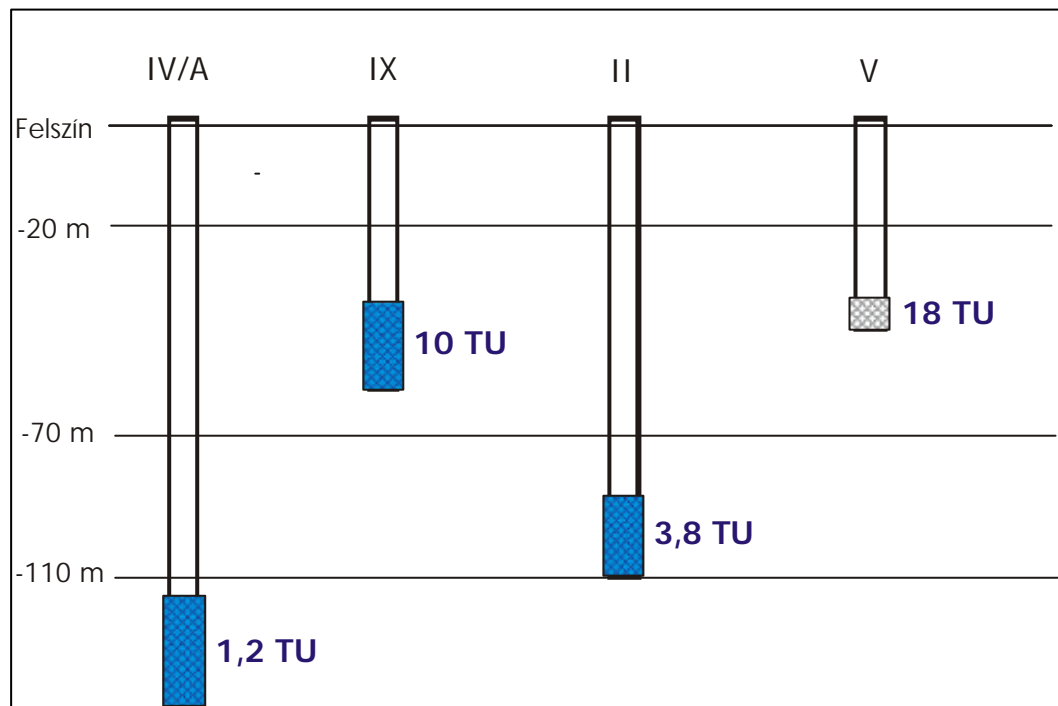 IV/A IX II V
Felszín
-
-20 m
18 TU
10 TU
-70 m
3,8 TU
-110 m
1,2 TU